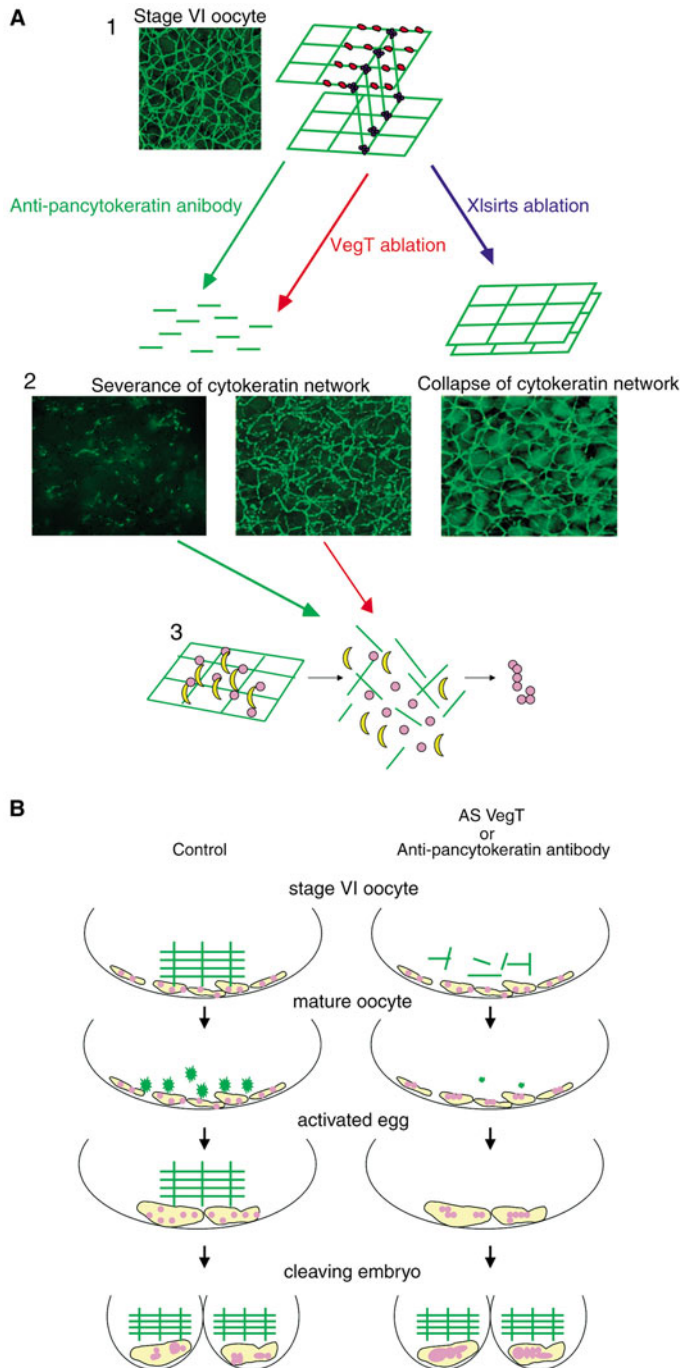 A
1
Stage VI oocyte
Anti-pancytokeratin anibody
VegT ablation
Xlsirts ablation
2
Severance of cytokeratin network
Collapse of cytokeratin network
3
B
Control
AS VegT
or
Anti-pancytokeratin antibody
stage VI oocyte
mature oocyte
activated egg
cleaving embryo